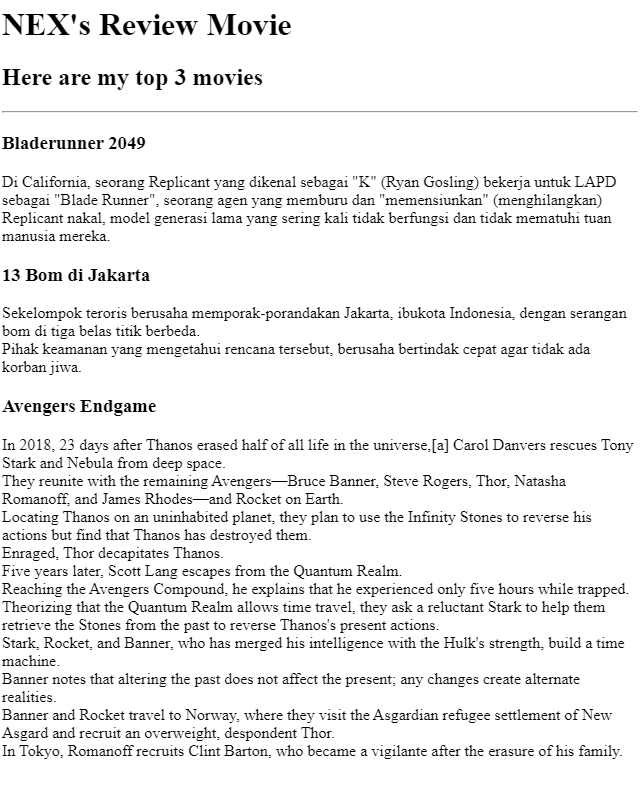 NEX's Review Movie
Here are my top 3 movies
Bladerunner 2049
Di California, seorang Replicant yang dikenal sebagai "K" (Ryan Gosling) bekerja untuk LAPD
sebagai "Blade Runner", seorang agen yang memburu dan "memensiunkan" (menghilangkan)
Replicant nakal, model generasi lama yang sering kali tidak berfungsi dan tidak mematuhi tuan
manusia mereka.
13 Bom di Jakarta
Sekelompok teroris berusaha memporak-porandakan Jakarta, ibukota Indonesia, dengan serangan
bom di tiga belas titik berbeda.
Pihak keamanan yang mengetahui rencana tersebut, berusaha bertindak cepat agar tidak ada
korban jiwa.
Avengers Endgame
In 2018, 23 days after Thanos erased half of all life in the universe,[a] Carol Danvers rescues Tony
Stark and Nebula from deep space.
They reunite with the remaining Avengers—Bruce Banner, Steve Rogers, Thor, Natasha
Romanoff, and James Rhodes—and Rocket on Earth.
Locating Thanos on an uninhabited planet, they plan to use the Infinity Stones to reverse his
actions but find that Thanos has destroyed them.
Enraged, Thor decapitates Thanos.
Five years later, Scott Lang escapes from the Quantum Realm.
Reaching the Avengers Compound, he explains that he experienced only five hours while trapped.
Theorizing that the Quantum Realm allows time travel, they ask a reluctant Stark to help them
retrieve the Stones from the past to reverse Thanos's present actions.
Stark, Rocket, and Banner, who has merged his intelligence with the Hulk's strength, build a time
machine.
Banner notes that altering the past does not affect the present; any changes create alternate
realities.
Banner and Rocket travel to Norway, where they visit the Asgardian refugee settlement of New
Asgard and recruit an overweight, despondent Thor.
In Tokyo, Romanoff recruits Clint Barton, who became a vigilante after the erasure of his family.